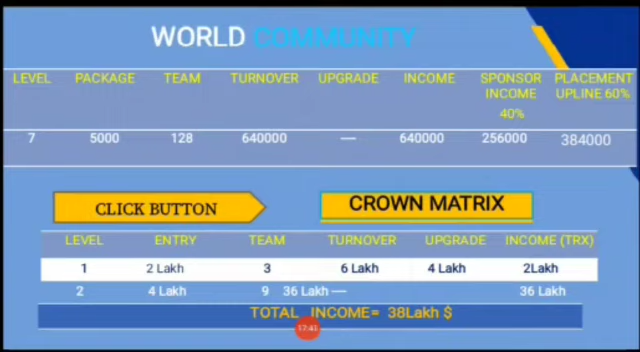 WORLD COMMUNITY
LEVEL PACKAGE TEAM TURNOVER UPGRADE INCOME SPONSOR INCOME 40% PLACEMENT UPLINE 60%
7 5000 128 640000 — 640000 256000 384000
CLICK BUTTON
CROWN MATRIX
LEVEL ENTRY TEAM TURNOVER UPGRADE INCOME (TRX)
1 2 Lakh 3 6 Lakh 4 Lakh 2Lakh
2 4 Lakh 9 36 Lakh — 36 Lakh
TOTAL INCOME= 38Lakh $
17:41